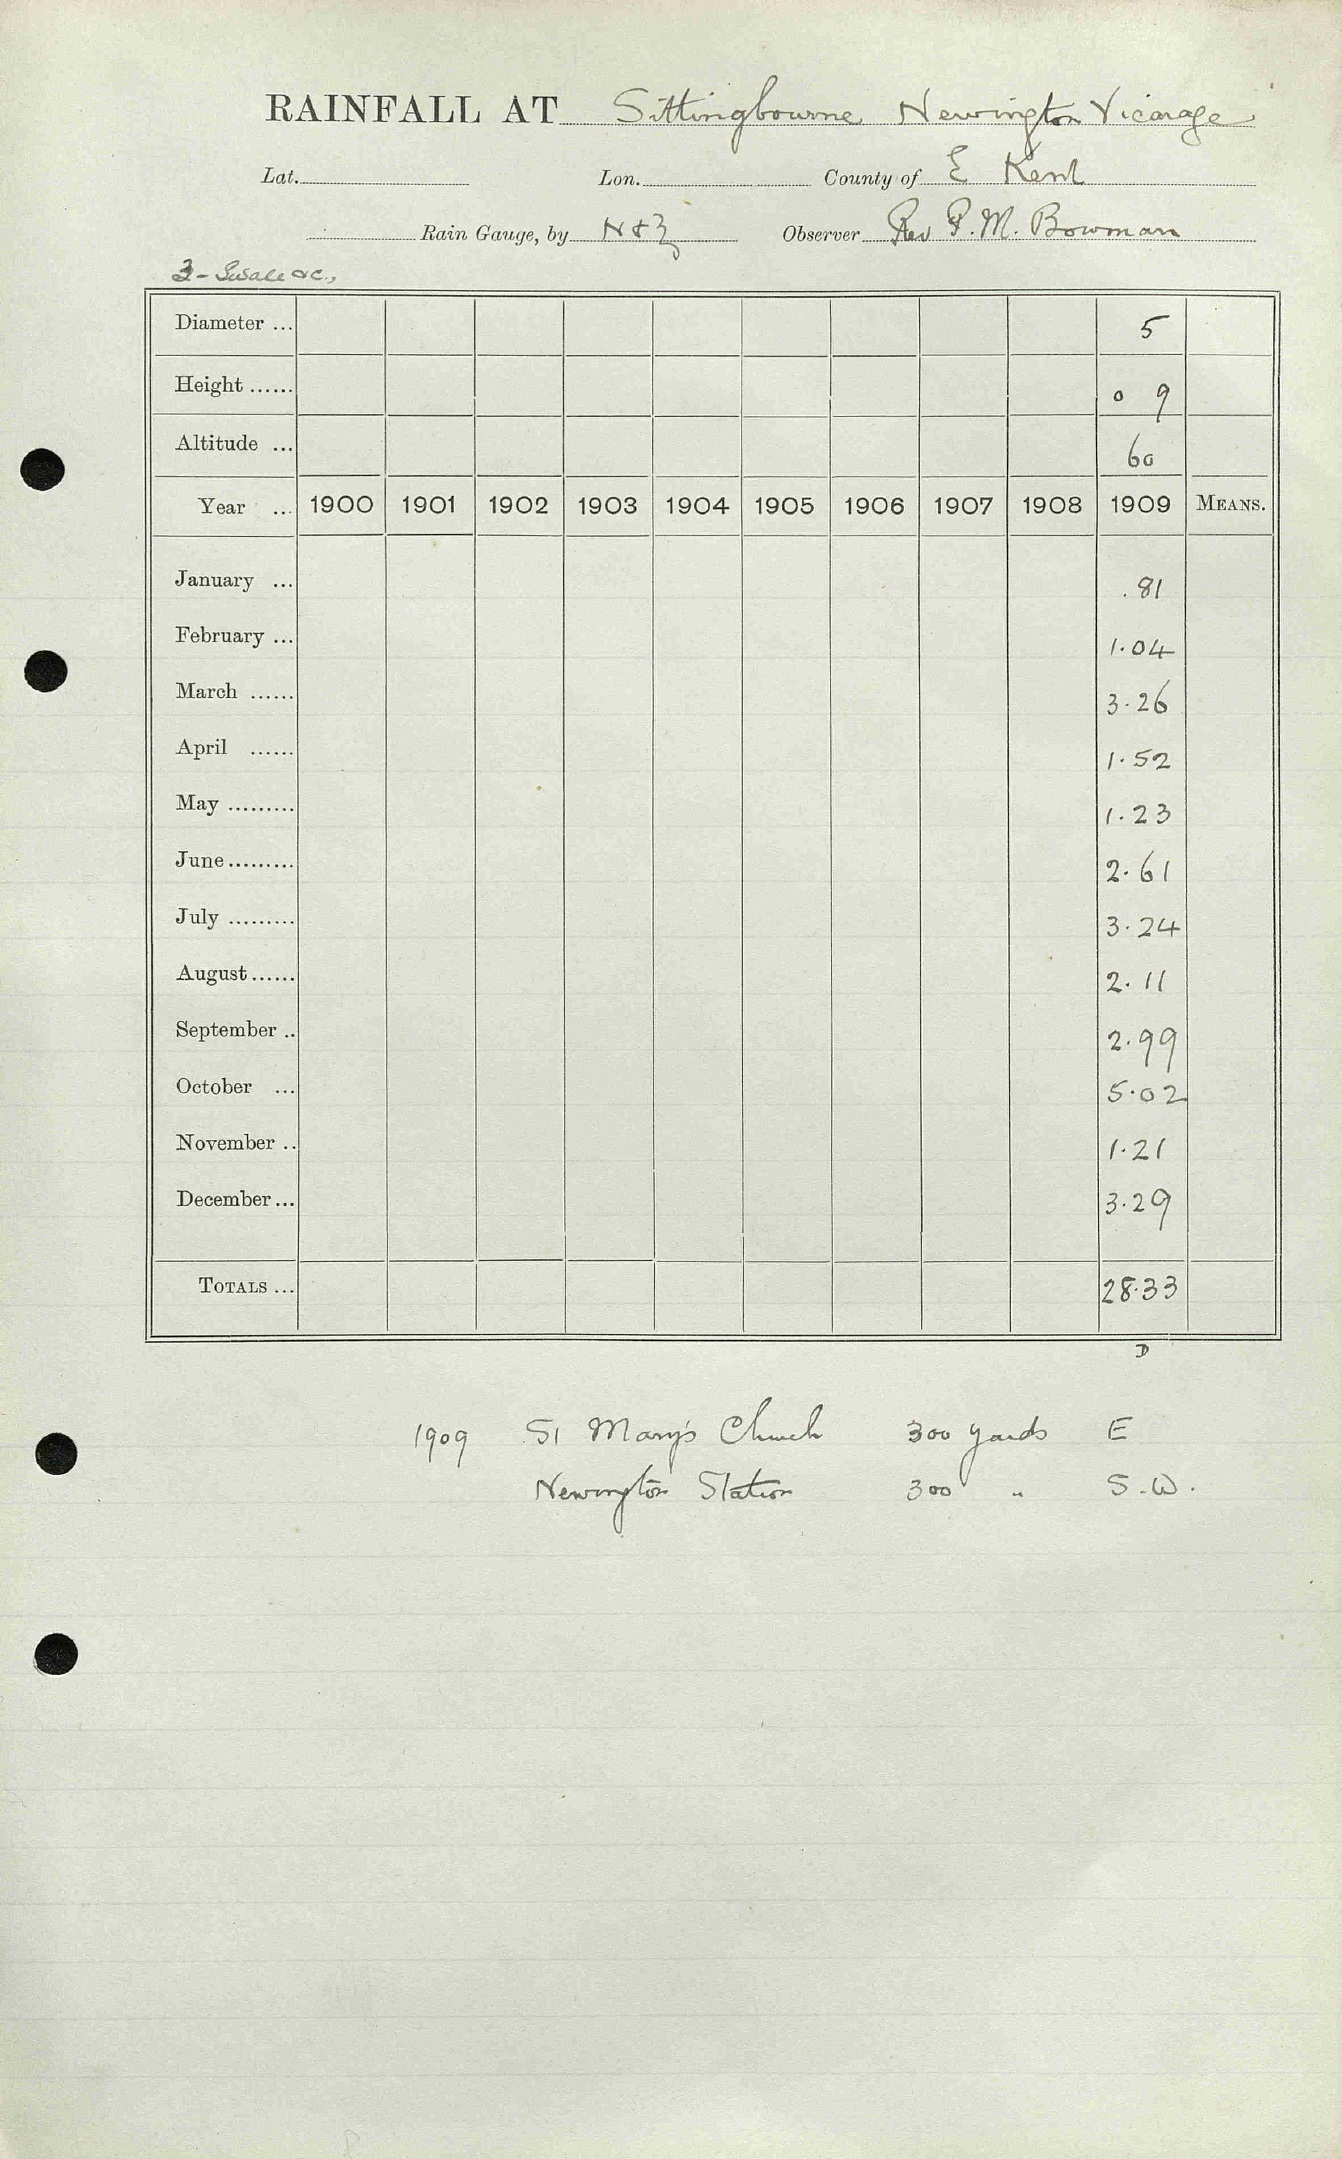 RAINFALL AT Sittingbourne Newington Vicarage
Lat. Lon. County of E Kent
Rain Gauge, by N & Z Observer Rev P. M. Bowman
3 - Swale &c.,
Diameter ... 5
Height ...... 0 9
Altitude ... 60
Year ... 1900 1901 1902 1903 1904 1905 1906 1907 1908 1909 MEANS.
January ... .81
February ... 1.04
March ...... 3.26
April ...... 1.52
May ......... 1.23
June ......... 2.61
July ......... 3.24
August ...... 2.11
September .. 2.99
October ... 5.02
November .. 1.21
December ... 3.29
TOTALS ... 28.33
D
1909 St Mary's Church 300 yards E
Newington Station 300 " S.W.